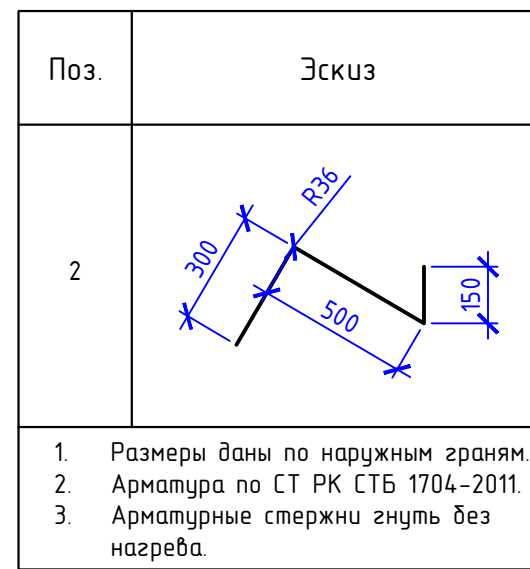 Поз. Эскиз
2
R36
300
500
150
1. Размеры даны по наружным граням.
2. Арматура по СТ РК СТБ 1704-2011.
3. Арматурные стержни гнуть без
нагрева.